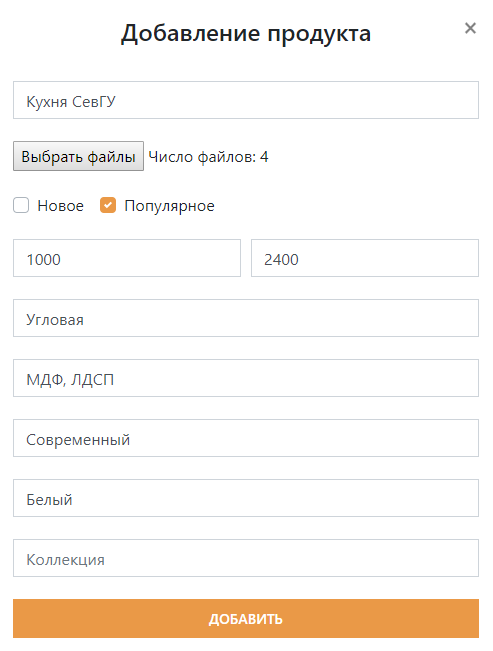 Добавление продукта ×
Кухня СевГУ
Выбрать файлы Число файлов: 4
Новое Популярное
1000 2400
Угловая
МДФ, ЛДСП
Современный
Белый
Коллекция
ДОБАВИТЬ